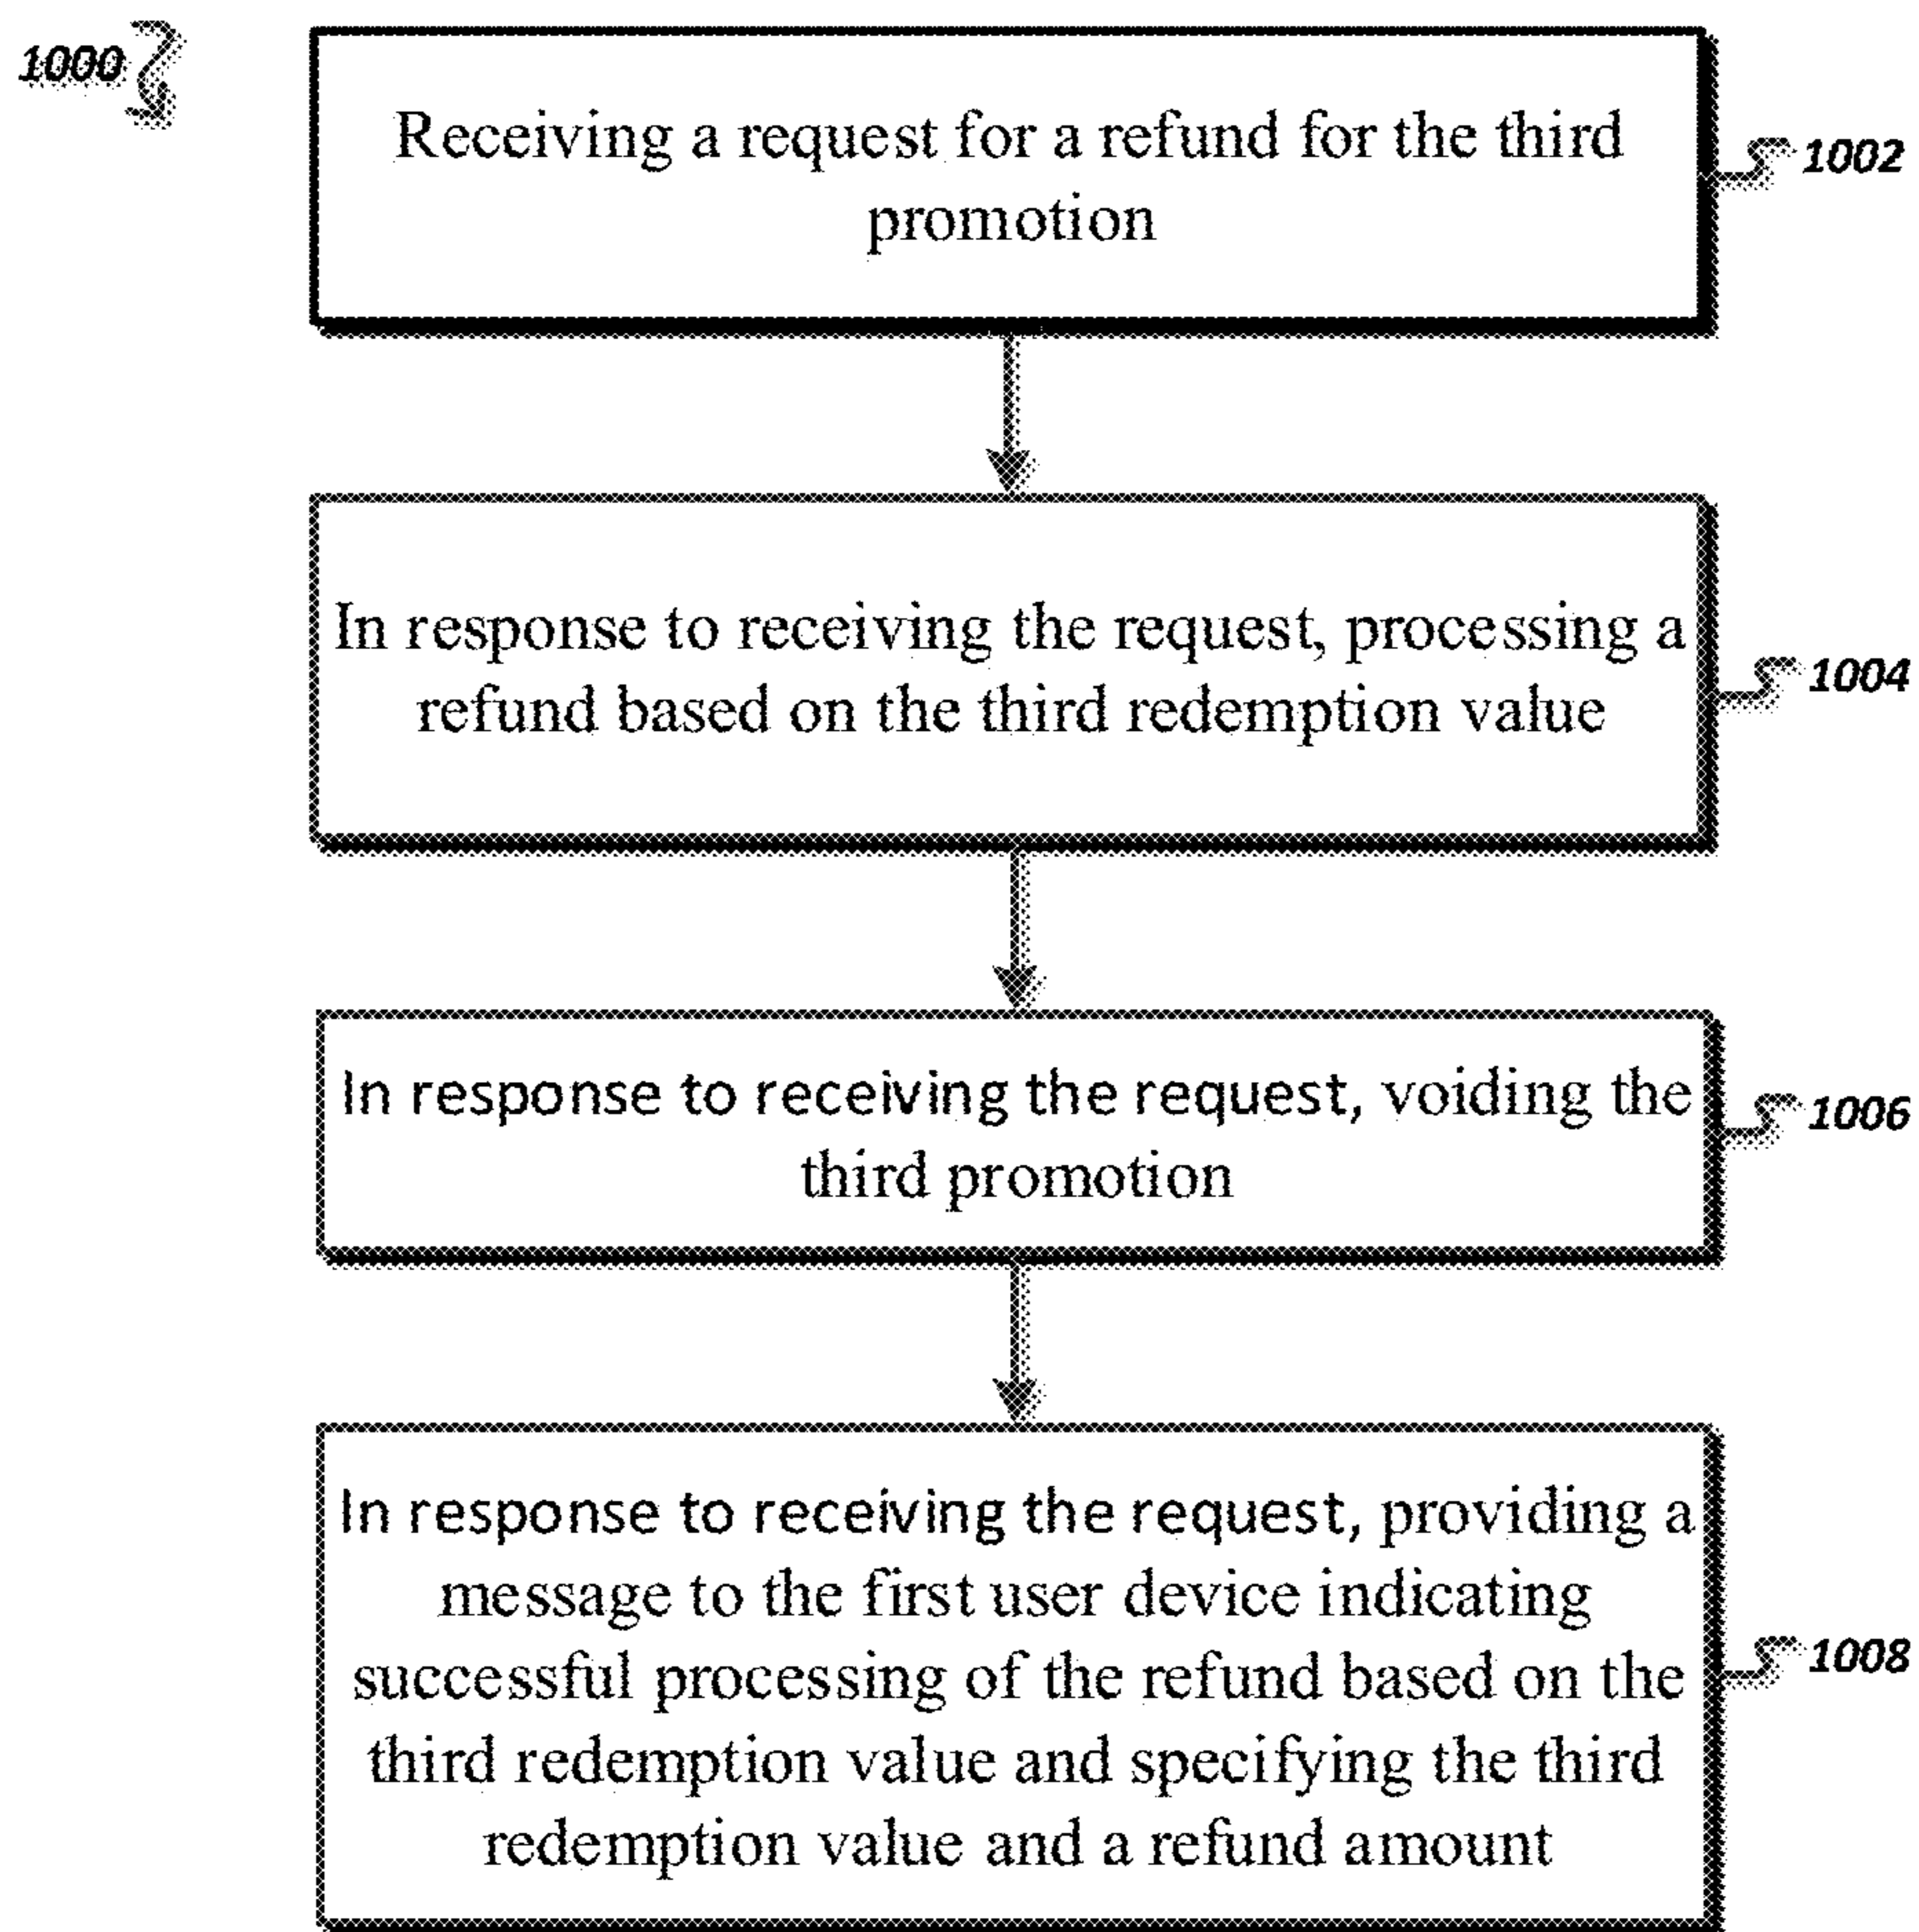 1000
Receiving a request for a refund for the third
promotion
1002
In response to receiving the request, processing a
refund based on the third redemption value
1004
In response to receiving the request, voiding the
third promotion
1006
In response to receiving the request, providing a
message to the first user device indicating
successful processing of the refund based on the
third redemption value and specifying the third
redemption value and a refund amount
1008